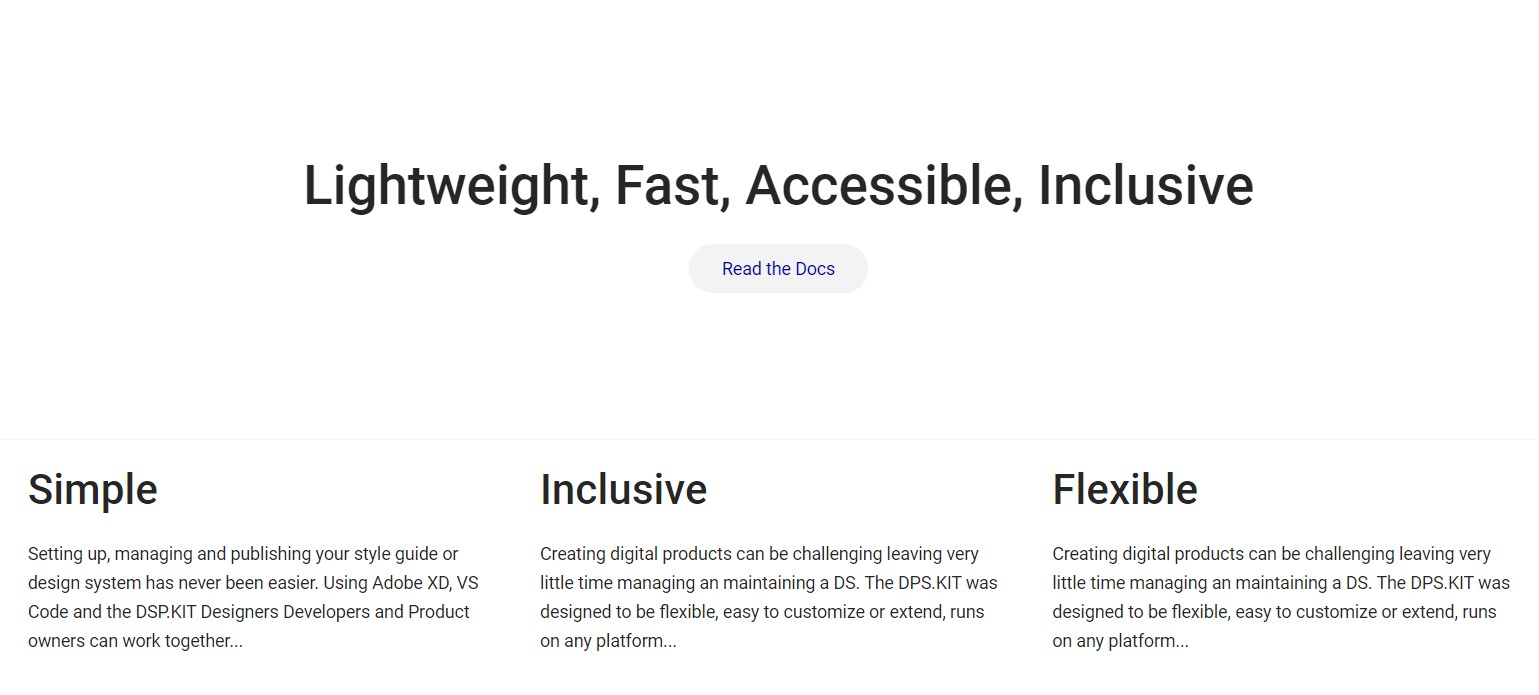 Lightweight, Fast, Accessible, Inclusive
Read the Docs
Simple
Setting up, managing and publishing your style guide or
design system has never been easier. Using Adobe XD, VS
Code and the DSP.KIT Designers Developers and Product
owners can work together...
Inclusive
Creating digital products can be challenging leaving very
little time managing an maintaining a DS. The DPS.KIT was
designed to be flexible, easy to customize or extend, runs
on any platform...
Flexible
Creating digital products can be challenging leaving very
little time managing an maintaining a DS. The DPS.KIT was
designed to be flexible, easy to customize or extend, runs
on any platform...